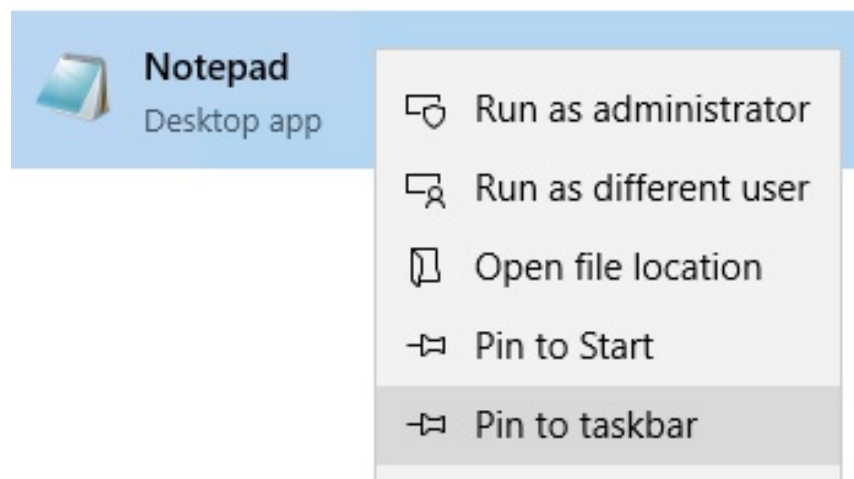 Notepad
Desktop app
Run as administrator
Run as different user
Open file location
Pin to Start
Pin to taskbar